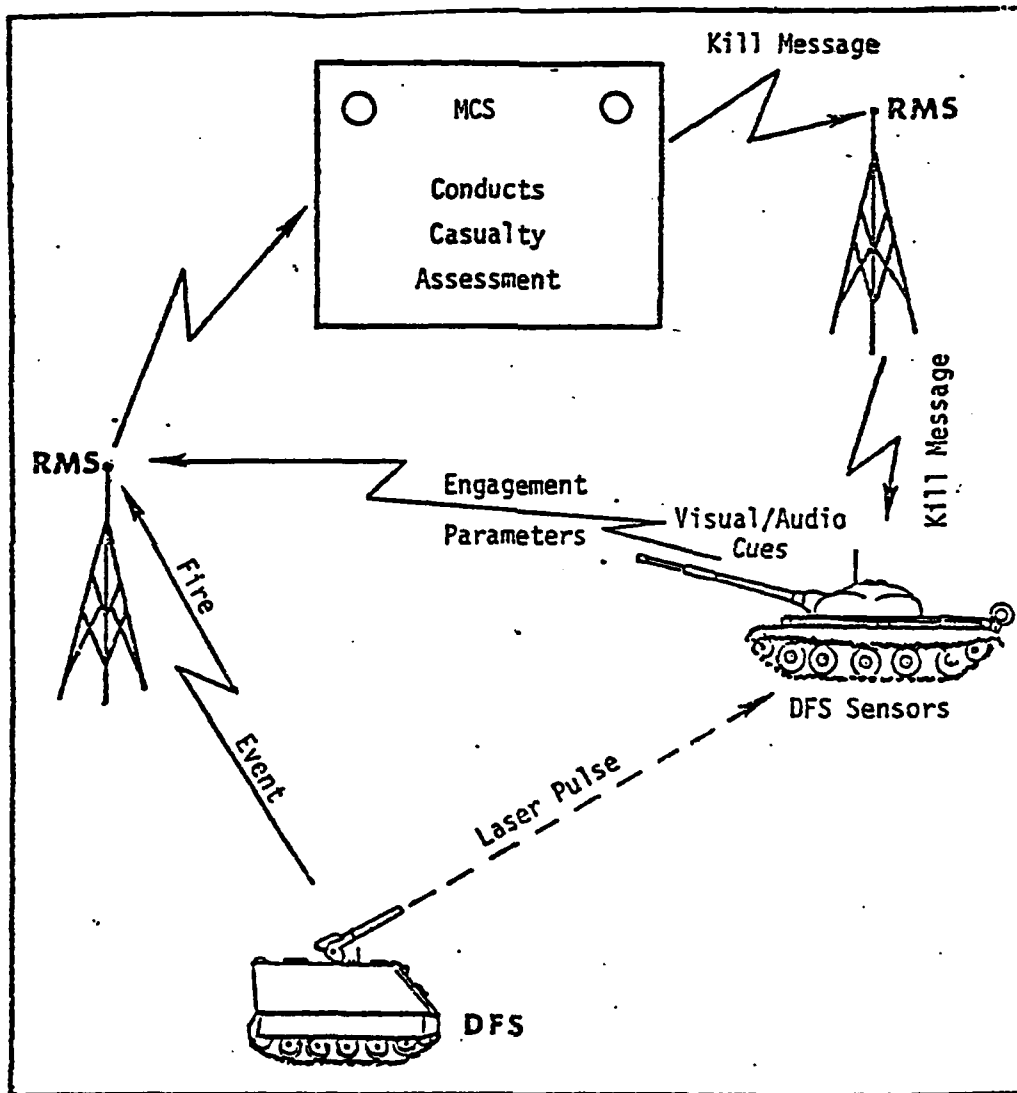 Kill Message
MCS
RMS
Conducts
Casualty
Assessment
Kill Message
RMS
Engagement
Parameters
Visual/Audio
Cues
Fire
Event
DFS Sensors
Laser Pulse
DFS